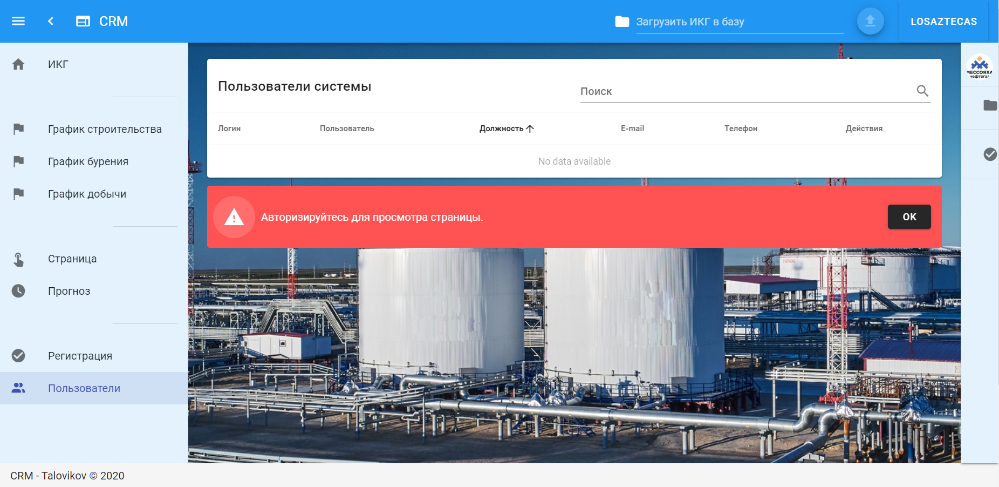 CRM
Загрузить ИКГ в базу
LOSAZTECAS
ИКГ
График строительства
График бурения
График добычи
Страница
Прогноз
Регистрация
Пользователи
Пользователи системы
Поиск
Логин Пользователь Должность E-mail Телефон Действия
No data available
Авторизируйтесь для просмотра страницы.
OK
МЕССОЯХА
нефтегаз
CRM - Talovikov © 2020